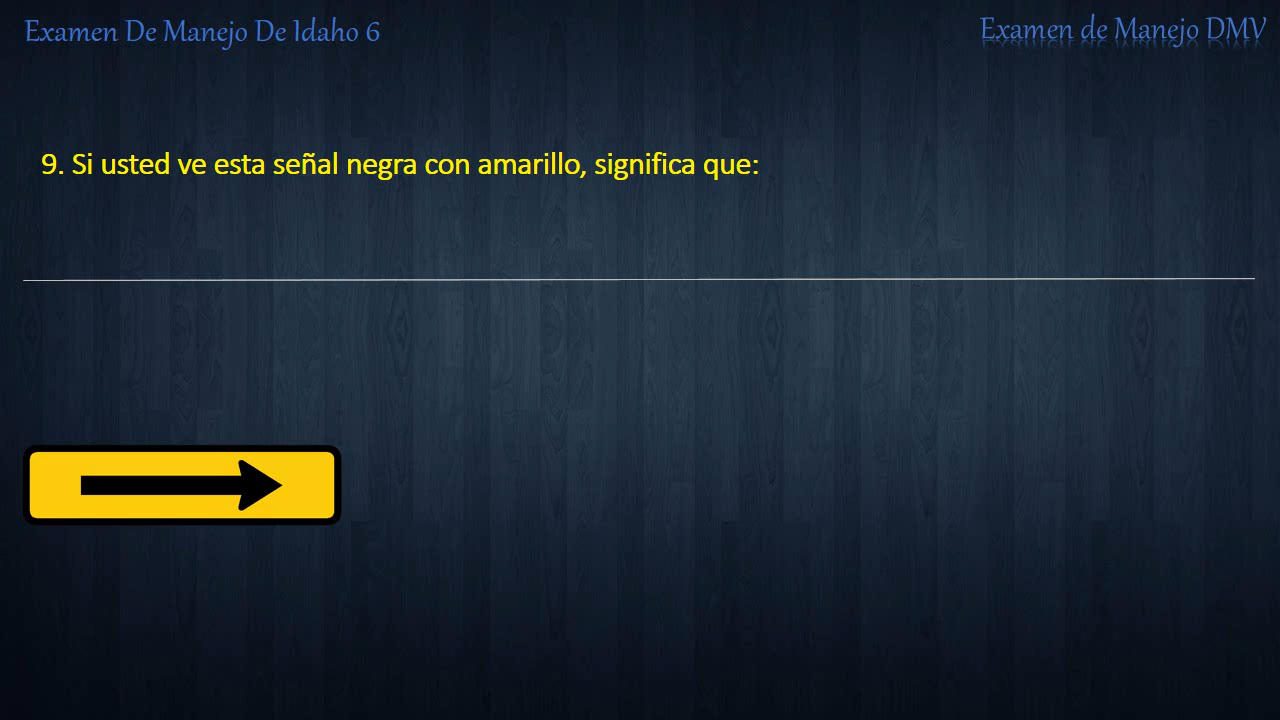 Examen De Manejo De Idaho 6
Examen de Manejo DMV
9. Si usted ve esta señal negra con amarillo, significa que: